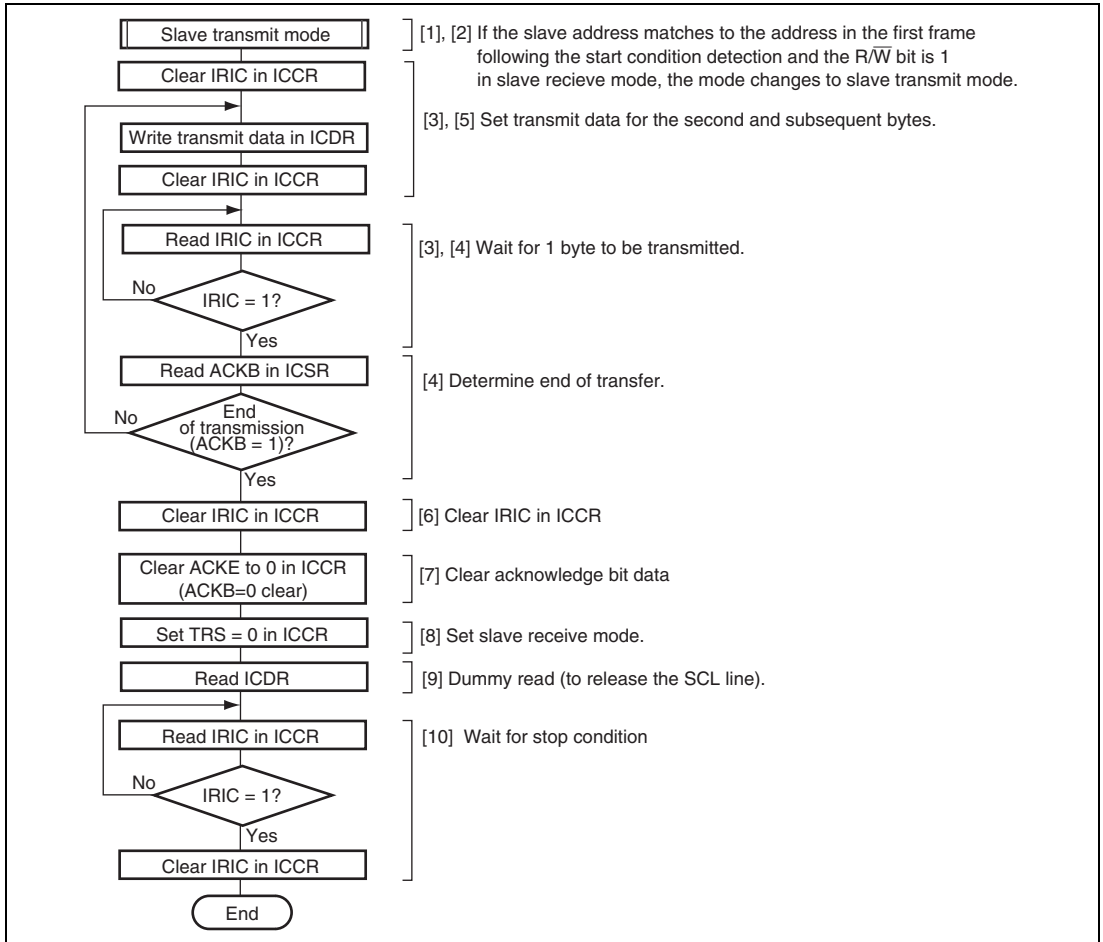 Slave transmit mode
[1], [2] If the slave address matches to the address in the first frame
following the start condition detection and the R/W̅ bit is 1
in slave recieve mode, the mode changes to slave transmit mode.
Clear IRIC in ICCR
[3], [5] Set transmit data for the second and subsequent bytes.
Write transmit data in ICDR
Clear IRIC in ICCR
Read IRIC in ICCR
[3], [4] Wait for 1 byte to be transmitted.
No
IRIC = 1?
Yes
Read ACKB in ICSR
[4] Determine end of transfer.
No
End
of transmission
(ACKB = 1)?
Yes
Clear IRIC in ICCR
[6] Clear IRIC in ICCR
Clear ACKE to 0 in ICCR
(ACKB=0 clear)
[7] Clear acknowledge bit data
Set TRS = 0 in ICCR
[8] Set slave receive mode.
Read ICDR
[9] Dummy read (to release the SCL line).
Read IRIC in ICCR
[10] Wait for stop condition
No
IRIC = 1?
Yes
Clear IRIC in ICCR
End